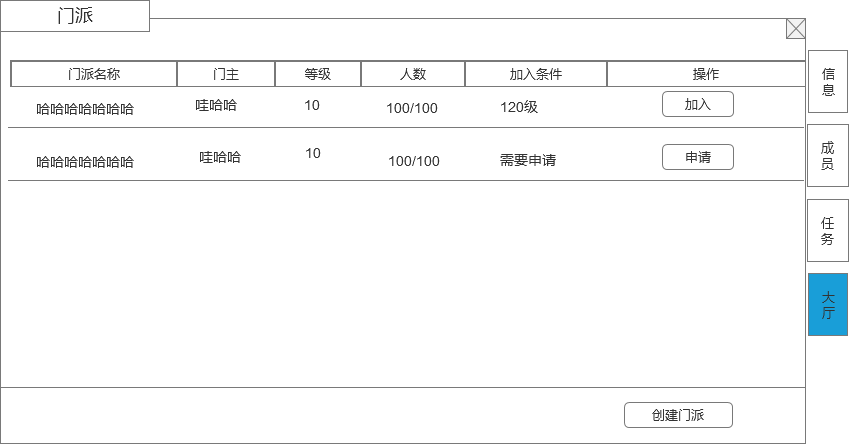 门派
门派名称 门主 等级 人数 加入条件 操作
哈哈哈哈哈哈哈 哇哈哈 10 100/100 120级 加入
哈哈哈哈哈哈哈 哇哈哈 10 100/100 需要申请 申请
创建门派
信息
成员
任务
大厅